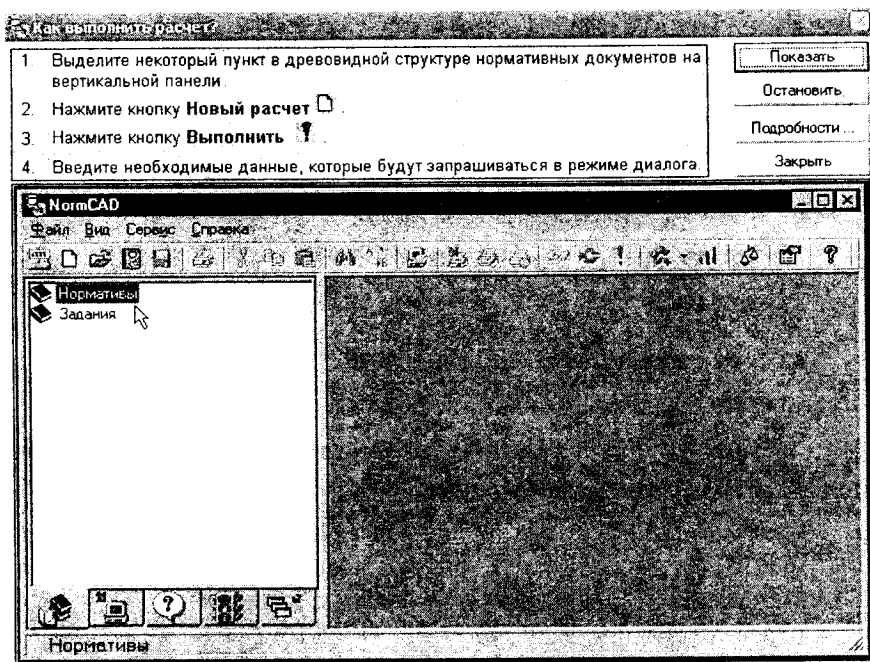 Как выполнить расчет?
1. Выделите некоторый пункт в древовидной структуре нормативных документов на
вертикальной панели.
2. Нажмите кнопку Новый расчет .
3. Нажмите кнопку Выполнить .
4. Введите необходимые данные, которые будут запрашиваться в режиме диалога.
Показать
Остановить
Подробности ...
Закрыть
NormCAD
Файл Вид Сервис Справка
Нормативы
Задания
Нормативы